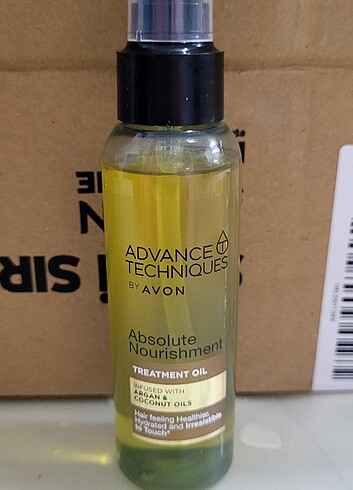 ADVANCE
TECHNIQUES
BY AVON
Absolute
Nourishment
TREATMENT OIL
INFUSED WITH
ARGAN &
COCONUT OILS
Hair feeling Healthier,
Hydrated and Irresistible
to Touch*